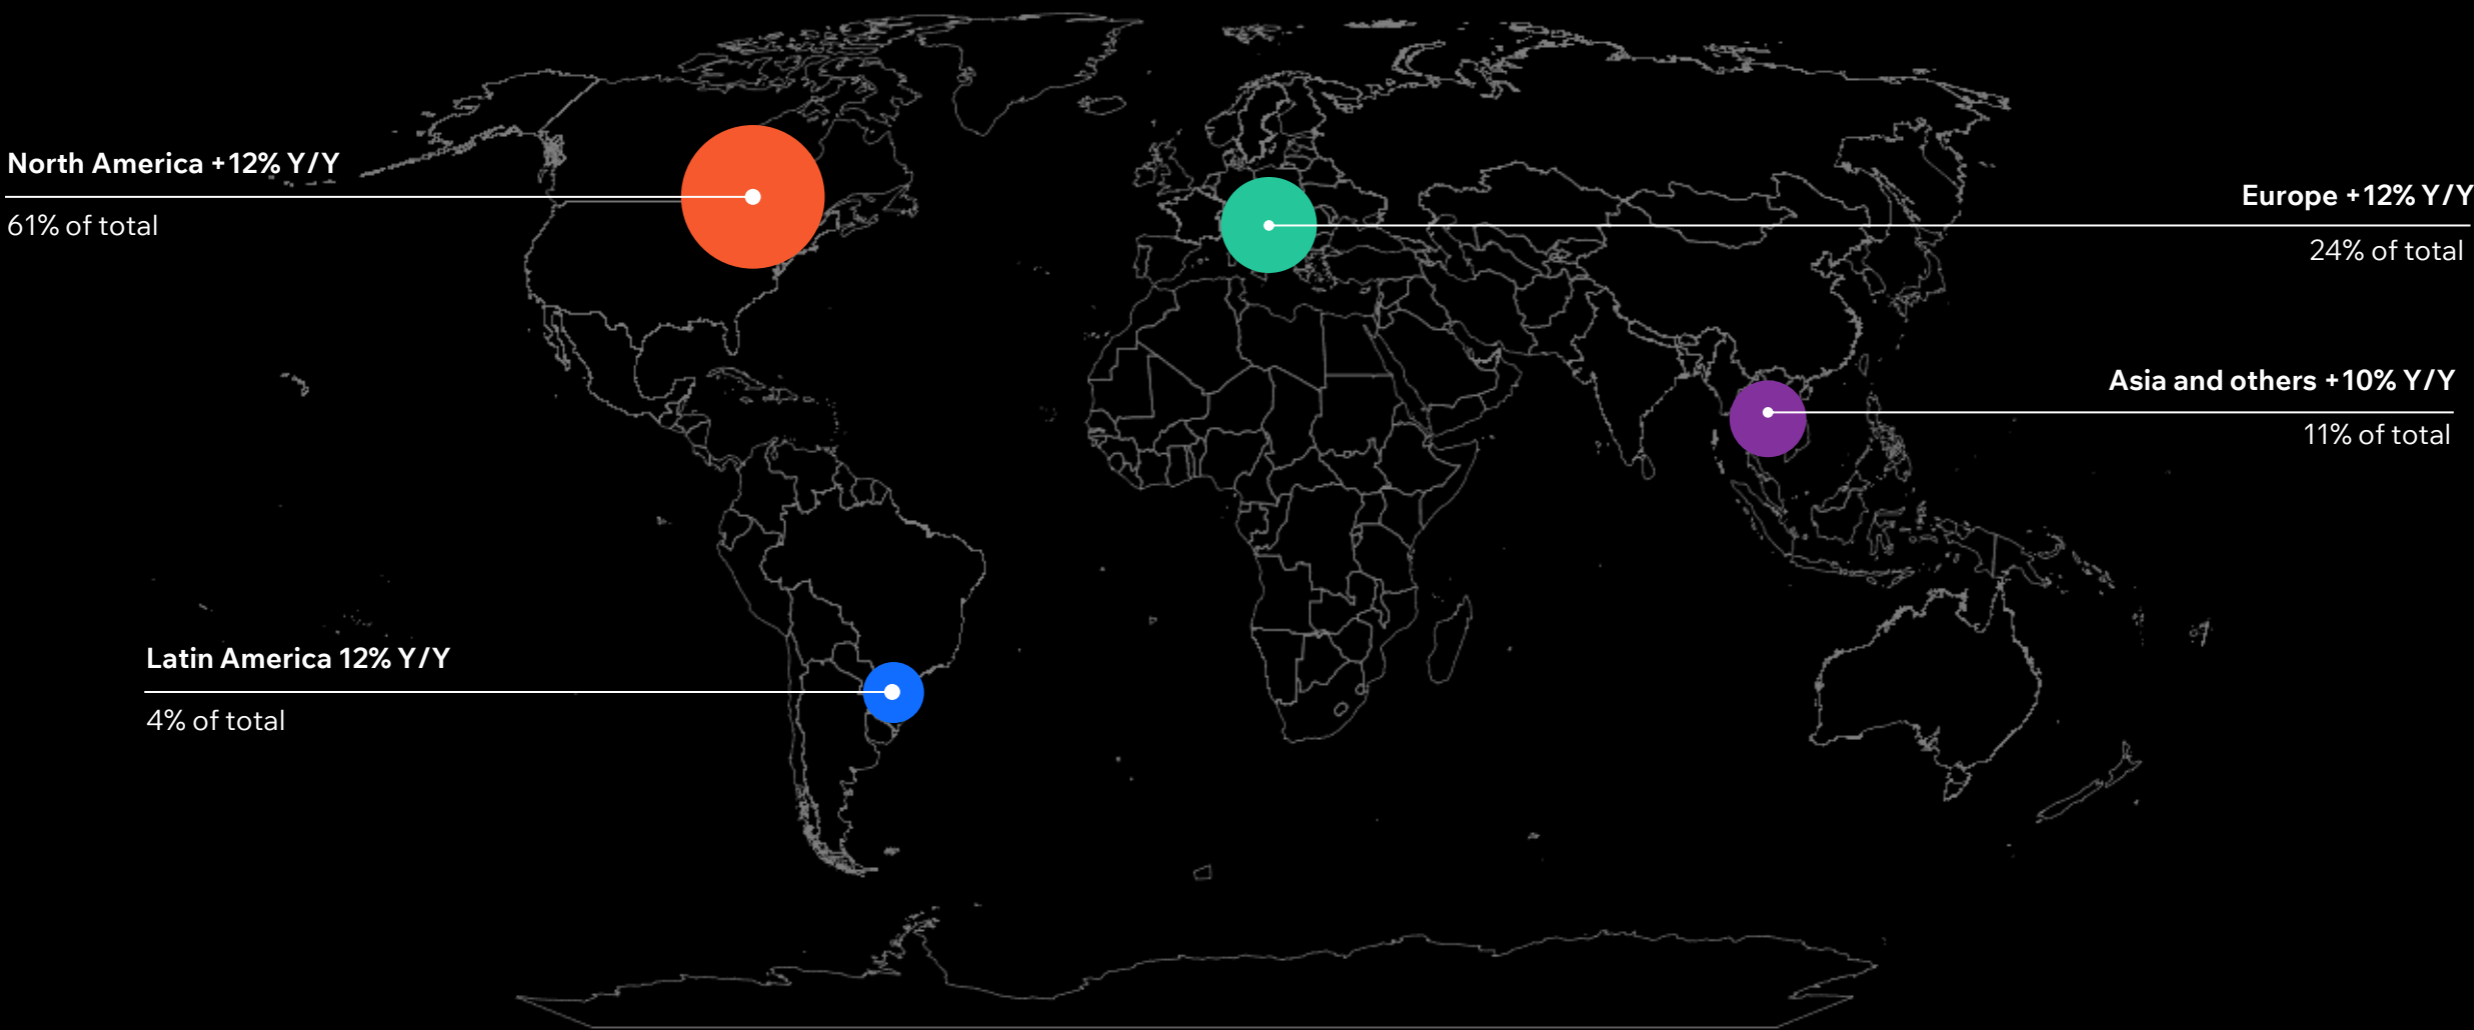 North America +12% Y/Y
61% of total
Europe +12% Y/Y
24% of total
Asia and others +10% Y/Y
11% of total
Latin America 12% Y/Y
4% of total